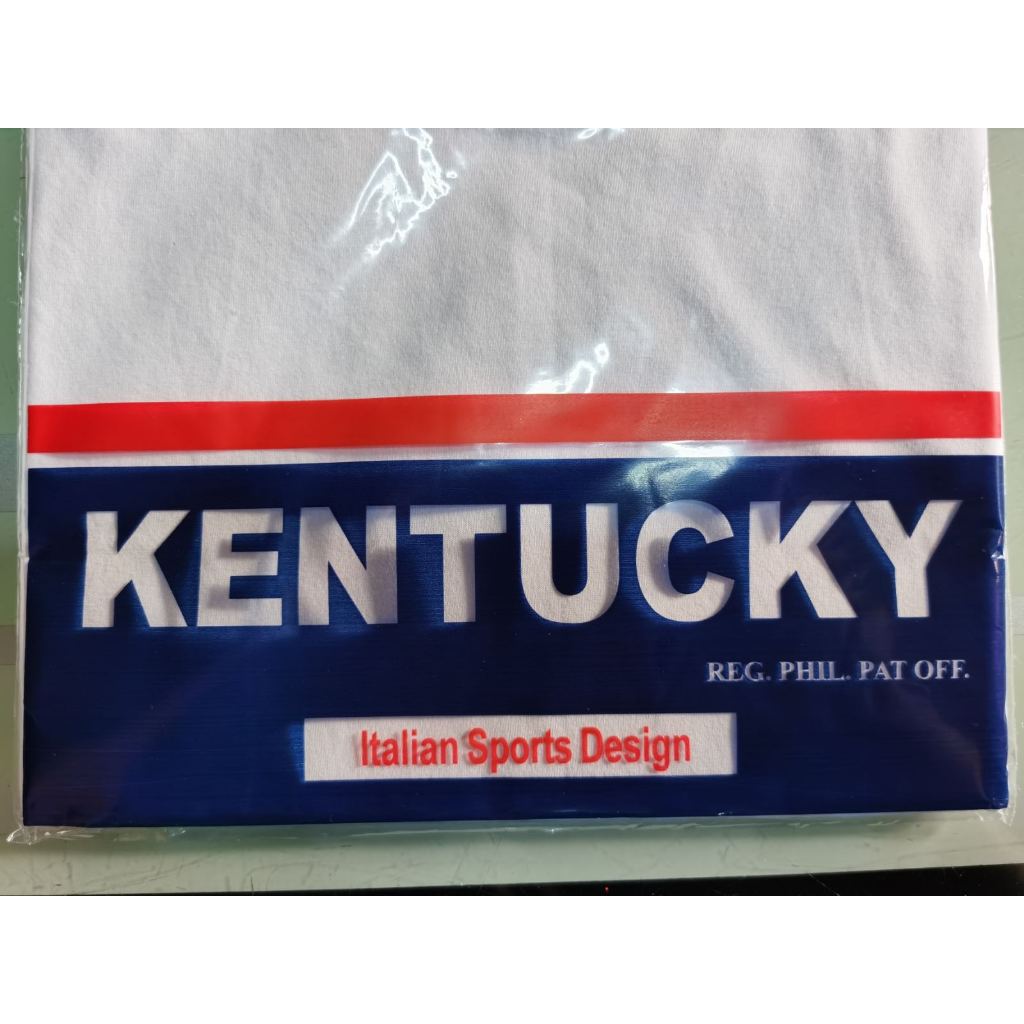 KENTUCKY
REG. PHIL. PAT OFF.
Italian Sports Design